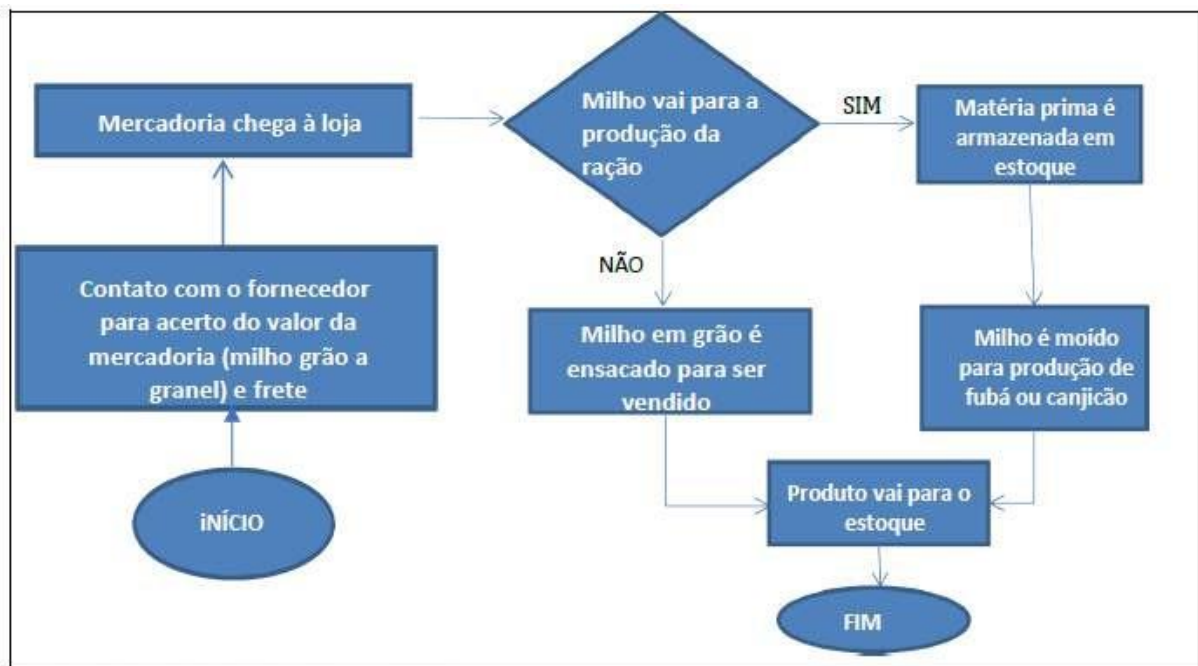 iNÍCIO
Contato com o fornecedor
para acerto do valor da
mercadoria (milho grão a
granel) e frete
Mercadoria chega à loja
Milho vai para a
produção da
ração
SIM
Matéria prima é
armazenada em
estoque
Milho é moído
para produção de
fubá ou canjicão
NÃO
Milho em grão é
ensacado para ser
vendido
Produto vai para o
estoque
FIM